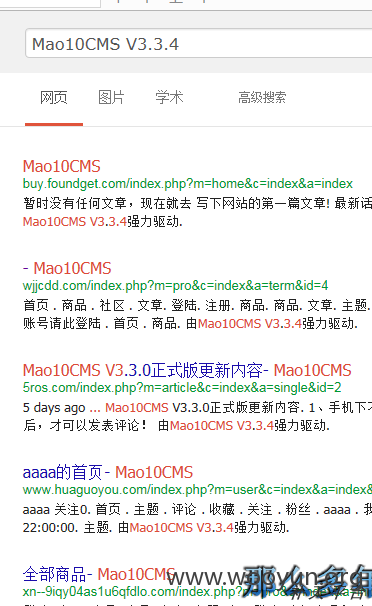 Mao10CMS V3.3.4
网页 图片 学术 高级搜索
Mao10CMS
buy.foundget.com/index.php?m=home&c=index&a=index
暂时没有任何文章，现在就去 写下网站的第一篇文章! 最新话
Mao10CMS V3.3.4强力驱动.
- Mao10CMS
wjjcdd.com/index.php?m=pro&c=index&a=term&id=4
首页 . 商品 . 社区 . 文章. 登陆. 注册. 商品. 商品. 文章. 主题.
账号请此登陆 . 首页 . 商品. 由Mao10CMS V3.3.4强力驱动.
Mao10CMS V3.3.0正式版更新内容- Mao10CMS
5ros.com/index.php?m=article&c=index&a=single&id=2
5 days ago ... Mao10CMS V3.3.0正式版更新内容. 1、手机下
后，才可以发表评论！ 由Mao10CMS V3.3.4强力驱动.
aaaa的首页- Mao10CMS
www.huaguoyou.com/index.php?m=user&c=index&a=
aaaa 关注0. 首页 . 主题 . 评论 . 收藏 . 关注 . 粉丝 . aaaa .
22:00:00. 主题. 由Mao10CMS V3.3.4强力驱动.
全部商品- Mao10CMS
那么多